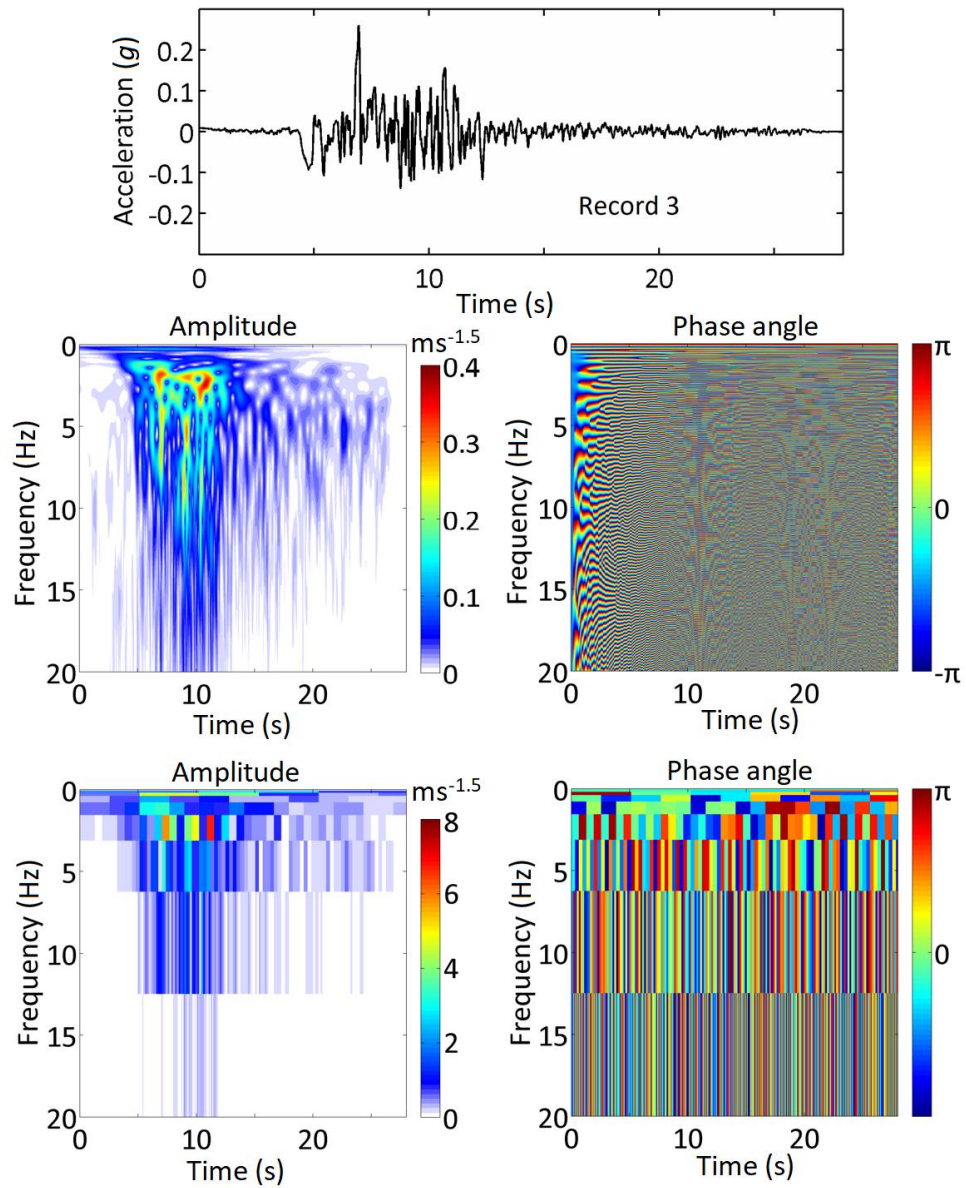 Acceleration (g)
0.2
0.1
0
-0.1
-0.2
Record 3
0 10 20
Time (s)
Amplitude
ms-1.5
Frequency (Hz)
0
5
10
15
20
0.4
0.3
0.2
0.1
0
0 10 20
Time (s)
Phase angle
Frequency (Hz)
0
5
10
15
20
π
0
-π
0 10 20
Time (s)
Amplitude
ms-1.5
Frequency (Hz)
0
5
10
15
20
8
6
4
2
0
0 10 20
Time (s)
Phase angle
Frequency (Hz)
0
5
10
15
20
π
0
0 10 20
Time (s)